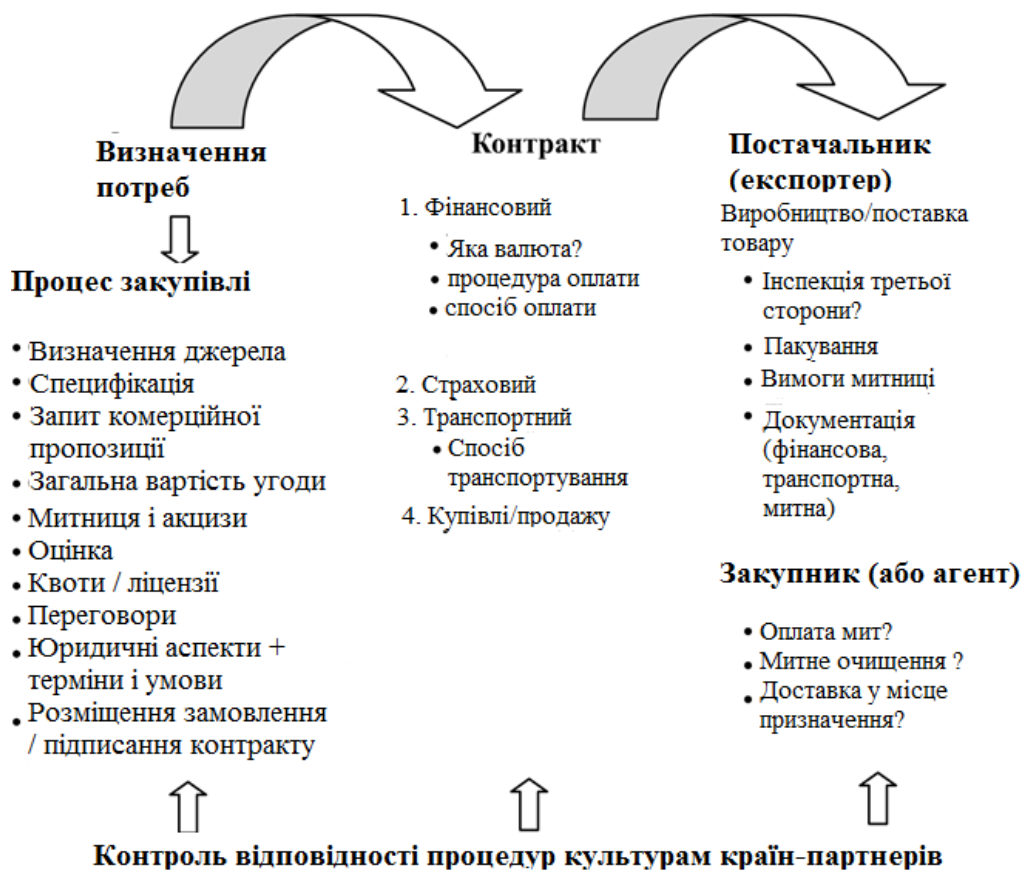 Визначення
потреб
Процес закупівлі
• Визначення джерела
• Специфікація
• Запит комерційної
пропозиції
• Загальна вартість угоди
• Митниця і акцизи
• Оцінка
• Квоти / ліцензії
• Переговори
• Юридичні аспекти +
терміни і умови
• Розміщення замовлення
/ підписання контракту
Контракт
1. Фінансовий
• Яка валюта?
• процедура оплати
• спосіб оплати
2. Страховий
3. Транспортний
• Спосіб
транспортування
4. Купівлі/продажу
Постачальник
(експортер)
Виробництво/поставка
товару
• Інспекція третьої
сторони?
• Пакування
• Вимоги митниці
• Документація
(фінансова,
транспортна,
митна)
Закупник (або агент)
• Оплата мит?
• Митне очищення ?
• Доставка у місце
призначення?
Контроль відповідності процедур культурам країн-партнерів